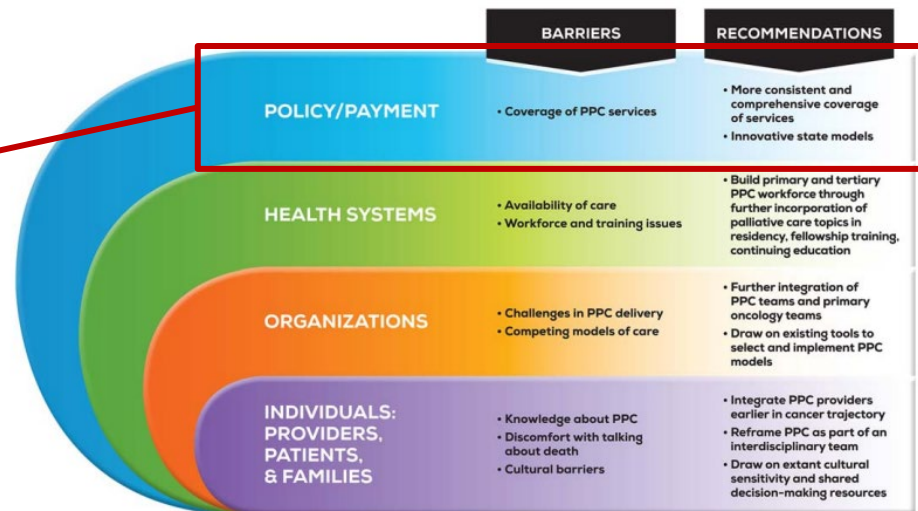 BARRIERS
RECOMMENDATIONS
POLICY/PAYMENT
• Coverage of PPC services
• More consistent and
comprehensive coverage
of services
• Innovative state models
HEALTH SYSTEMS
• Availability of care
• Workforce and training issues
• Build primary and tertiary
PPC workforce through
further incorporation of
palliative care topics in
residency, fellowship training,
continuing education
ORGANIZATIONS
• Challenges in PPC delivery
• Competing models of care
• Further integration of
PPC teams and primary
oncology teams
• Draw on existing tools to
select and implement PPC
models
INDIVIDUALS:
PROVIDERS,
PATIENTS,
& FAMILIES
• Knowledge about PPC
• Discomfort with talking
about death
• Cultural barriers
• Integrate PPC providers
earlier in cancer trajectory
• Reframe PPC as part of an
interdisciplinary team
• Draw on extant cultural
sensitivity and shared
decision-making resources